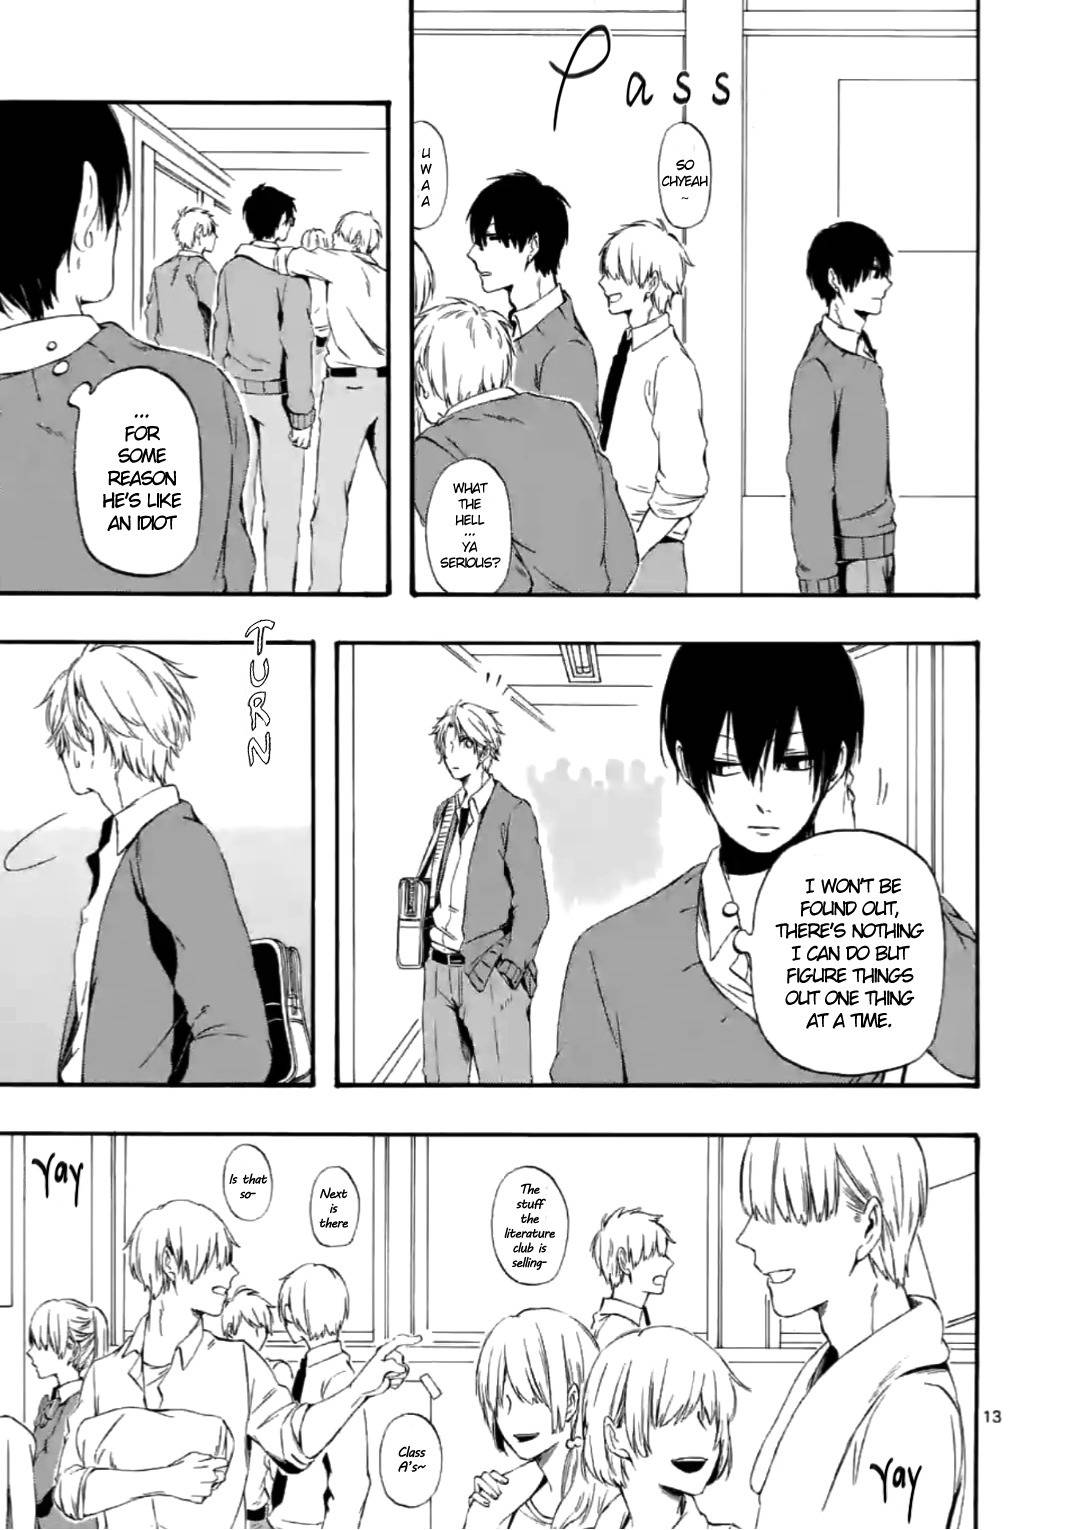 Pass
SO
CHYEAH
~
U
W
A
A
WHAT
THE
HELL
...
YA
SERIOUS?
...
FOR
SOME
REASON
HE'S LIKE
AN IDIOT
I WON'T BE
FOUND OUT,
THERE'S NOTHING
I CAN DO BUT
FIGURE THINGS
OUT ONE THING
AT A TIME.
TURN
Yay
The
stuff
the
literature
club is
selling~
Next
is
there
Is that
so~
Yay
Class
A's~
13